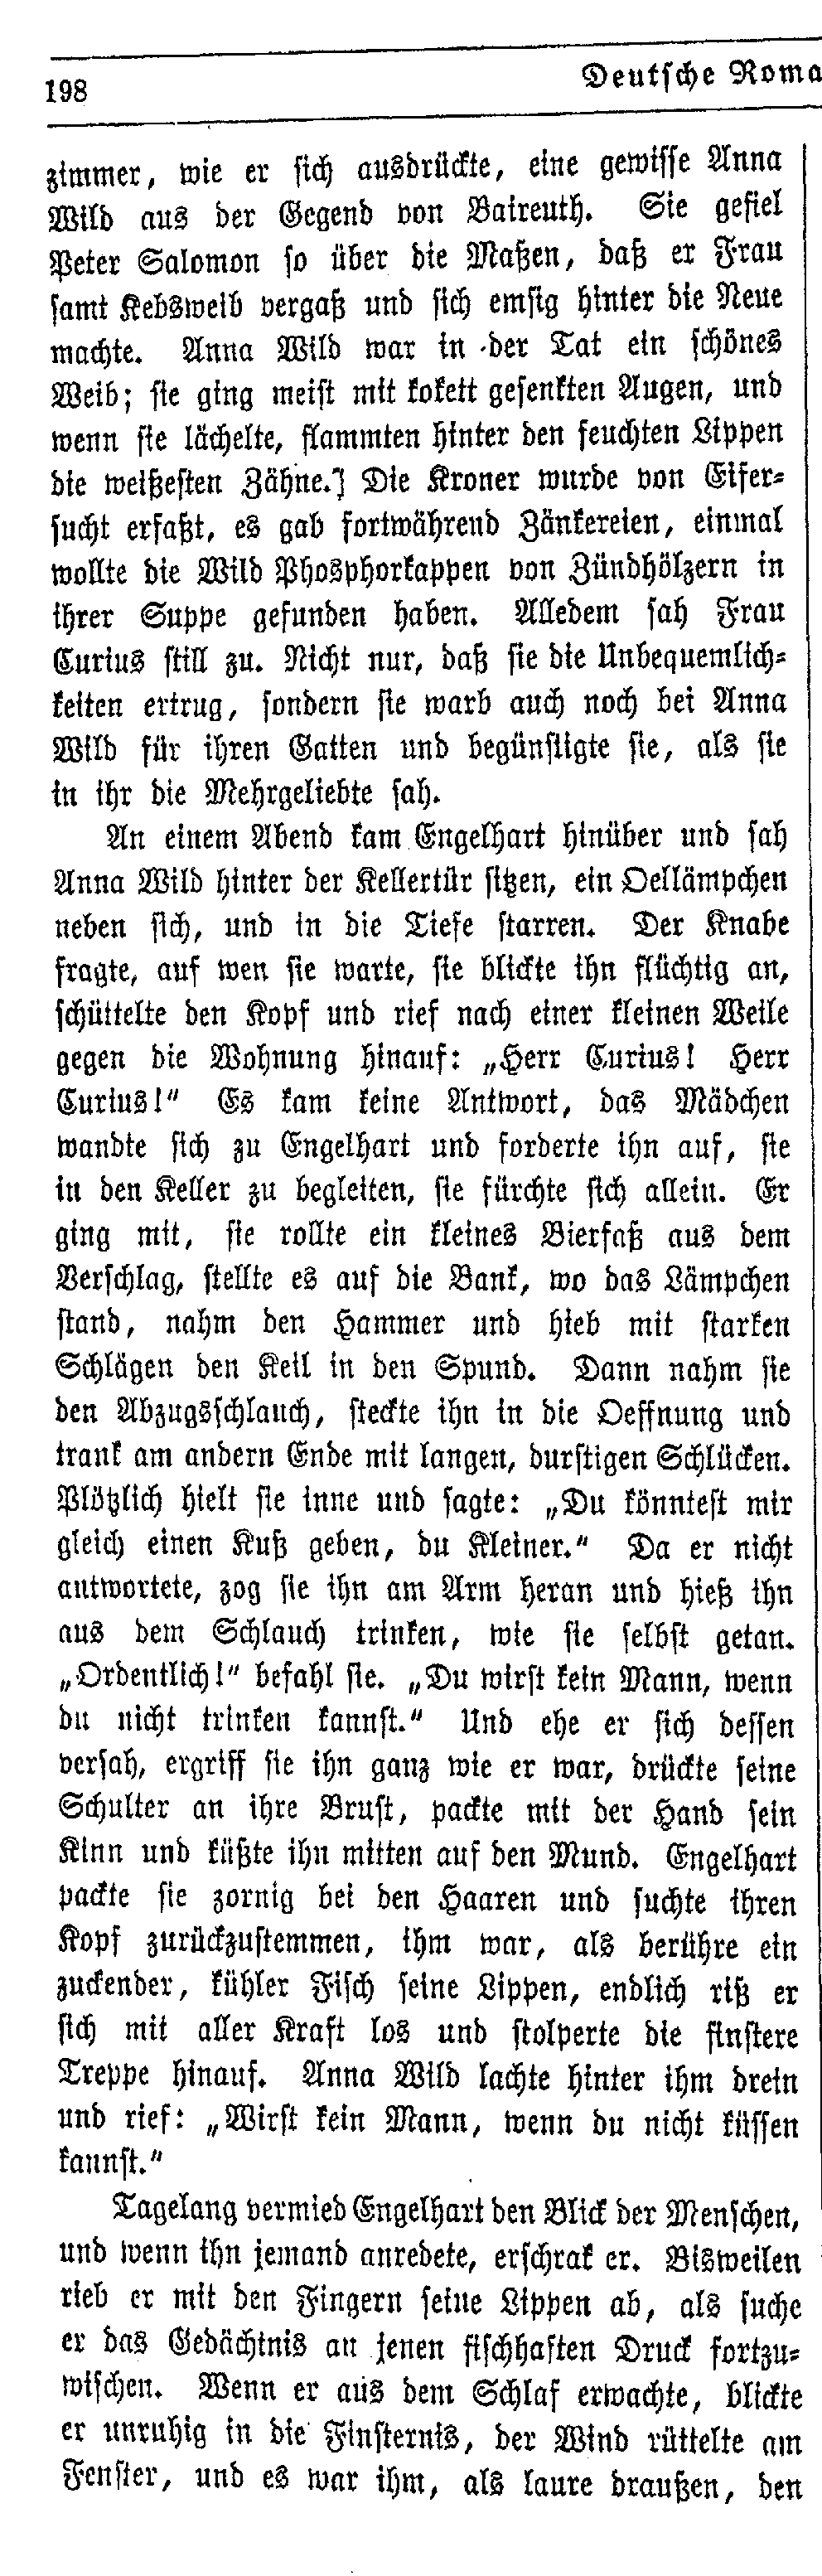 198
Deutsche Roma
zimmer, wie er sich ausdrückte, eine gewisse Anna
Wild aus der Gegend von Baireuth. Sie gefiel
Peter Salomon so über die Maßen, daß er Frau
samt Kebsweib vergaß und sich emsig hinter die Neue
machte. Anna Wild war in der Tat ein schönes
Weib; sie ging meist mit kokett gesenkten Augen, und
wenn sie lächelte, flammten hinter den feuchten Lippen
die weißesten Zähne.] Die Kroner wurde von Eifer-
sucht erfaßt, es gab fortwährend Zänkereien, einmal
wollte die Wild Phosphorkappen von Zündhölzern in
ihrer Suppe gefunden haben. Alledem sah Frau
Curius still zu. Nicht nur, daß sie die Unbequemlich-
keiten ertrug, sondern sie warb auch noch bei Anna
Wild für ihren Gatten und begünstigte sie, als sie
in ihr die Mehrgeliebte sah.
An einem Abend kam Engelhart hinüber und sah
Anna Wild hinter der Kellertür sitzen, ein Oellämpchen
neben sich, und in die Tiefe starren. Der Knabe
fragte, auf wen sie warte, sie blickte ihn flüchtig an,
schüttelte den Kopf und rief nach einer kleinen Weile
gegen die Wohnung hinauf: „Herr Curius! Herr
Curius!“ Es kam keine Antwort, das Mädchen
wandte sich zu Engelhart und forderte ihn auf, sie
in den Keller zu begleiten, sie fürchte sich allein. Er
ging mit, sie rollte ein kleines Bierfaß aus dem
Verschlag, stellte es auf die Bank, wo das Lämpchen
stand, nahm den Hammer und hieb mit starken
Schlägen den Keil in den Spund. Dann nahm sie
den Abzugsschlauch, steckte ihn in die Oeffnung und
trank am andern Ende mit langen, durstigen Schlücken.
Plötzlich hielt sie inne und sagte: „Du könntest mir
gleich einen Kuß geben, du Kleiner.“ Da er nicht
antwortete, zog sie ihn am Arm heran und hieß ihn
aus dem Schlauch trinken, wie sie selbst getan.
„Ordentlich!“ befahl sie. „Du wirst kein Mann, wenn
du nicht trinken kannst.“ Und ehe er sich dessen
versah, ergriff sie ihn ganz wie er war, drückte seine
Schulter an ihre Brust, packte mit der Hand sein
Kinn und küßte ihn mitten auf den Mund. Engelhart
packte sie zornig bei den Haaren und suchte ihren
Kopf zurückzustemmen, ihm war, als berühre ein
zuckender, kühler Fisch seine Lippen, endlich riß er
sich mit aller Kraft los und stolperte die finstere
Treppe hinauf. Anna Wild lachte hinter ihm drein
und rief: „Wirst kein Mann, wenn du nicht küssen
kannst.“
Tagelang vermied Engelhart den Blick der Menschen,
und wenn ihn jemand anredete, erschrak er. Bisweilen
rieb er mit den Fingern seine Lippen ab, als suche
er das Gedächtnis an jenen fischhaften Druck fortzu-
wischen. Wenn er aus dem Schlaf erwachte, blickte
er unruhig in die Finsternis, der Wind rüttelte am
Fenster, und es war ihm, als laure draußen, den